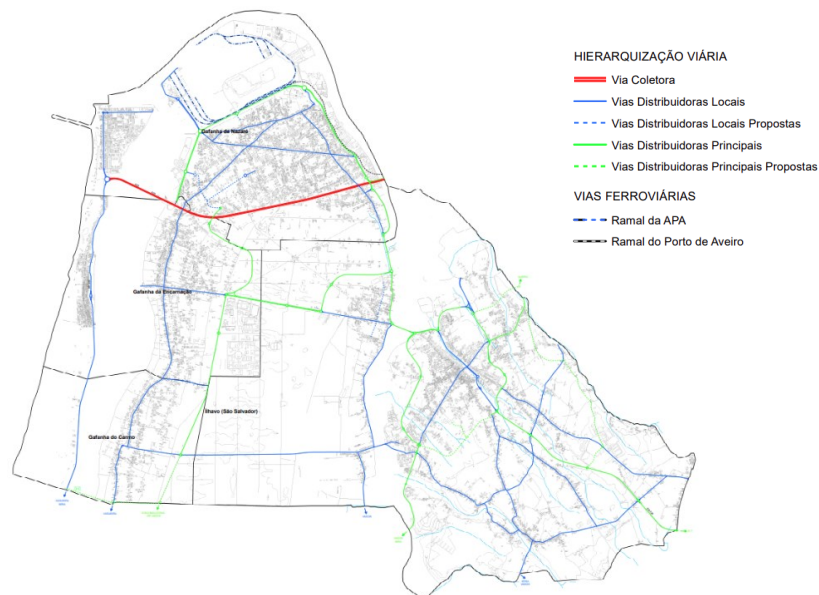 HIERARQUIZAÇÃO VIÁRIA
Via Coletora
Vias Distribuidoras Locais
Vias Distribuidoras Locais Propostas
Vias Distribuidoras Principais
Vias Distribuidoras Principais Propostas
VIAS FERROVIÁRIAS
Ramal da APA
Ramal do Porto de Aveiro
Gafanha da Nazaré
Gafanha da Encarnação
Ílhavo (São Salvador)
Gafanha do Carmo